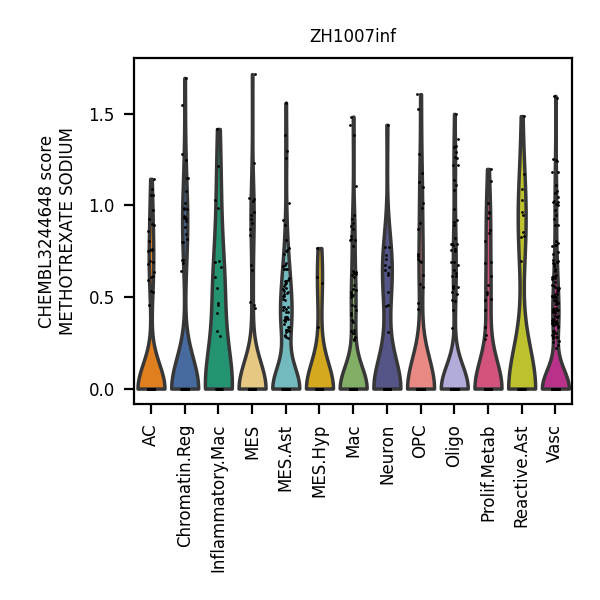 ZH1007inf
CHEMBL3244648 score
METHOTREXATE SODIUM
1.5
1.0
0.5
0.0
AC
Chromatin.Reg
Inflammatory.Mac
MES
MES.Ast
MES.Hyp
Mac
Neuron
OPC
Oligo
Prolif.Metab
Reactive.Ast
Vasc